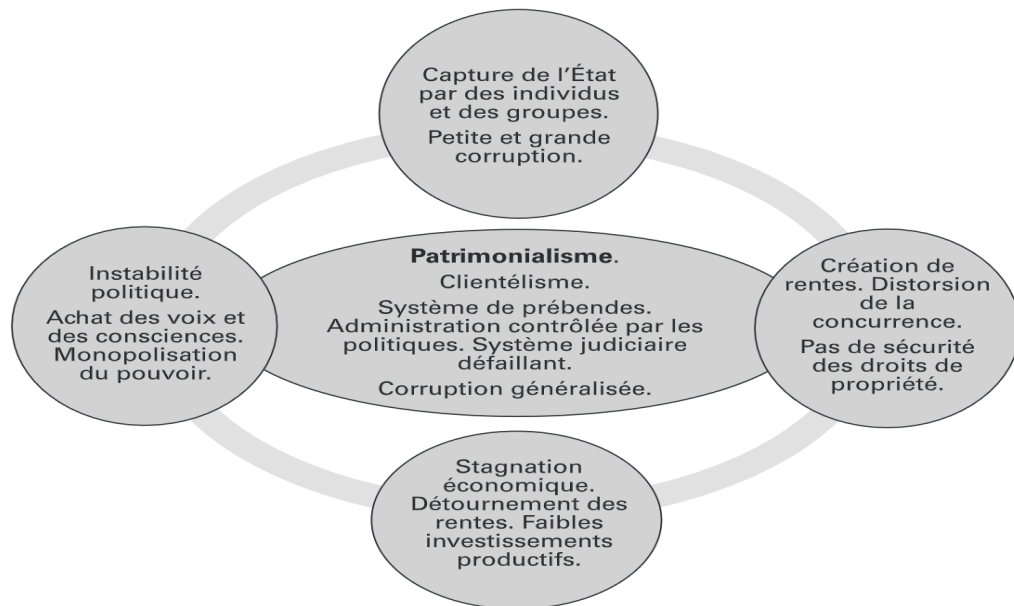 Capture de l’État
par des individus
et des groupes.
Petite et grande
corruption.
Instabilité
politique.
Achat des voix et
des consciences.
Monopolisation
du pouvoir.
Patrimonialisme.
Clientélisme.
Système de prébendes.
Administration contrôlée par les
politiques. Système judiciaire
défaillant.
Corruption généralisée.
Création de
rentes. Distorsion
de la
concurrence.
Pas de sécurité
des droits de
propriété.
Stagnation
économique.
Détournement des
rentes. Faibles
investissements
productifs.